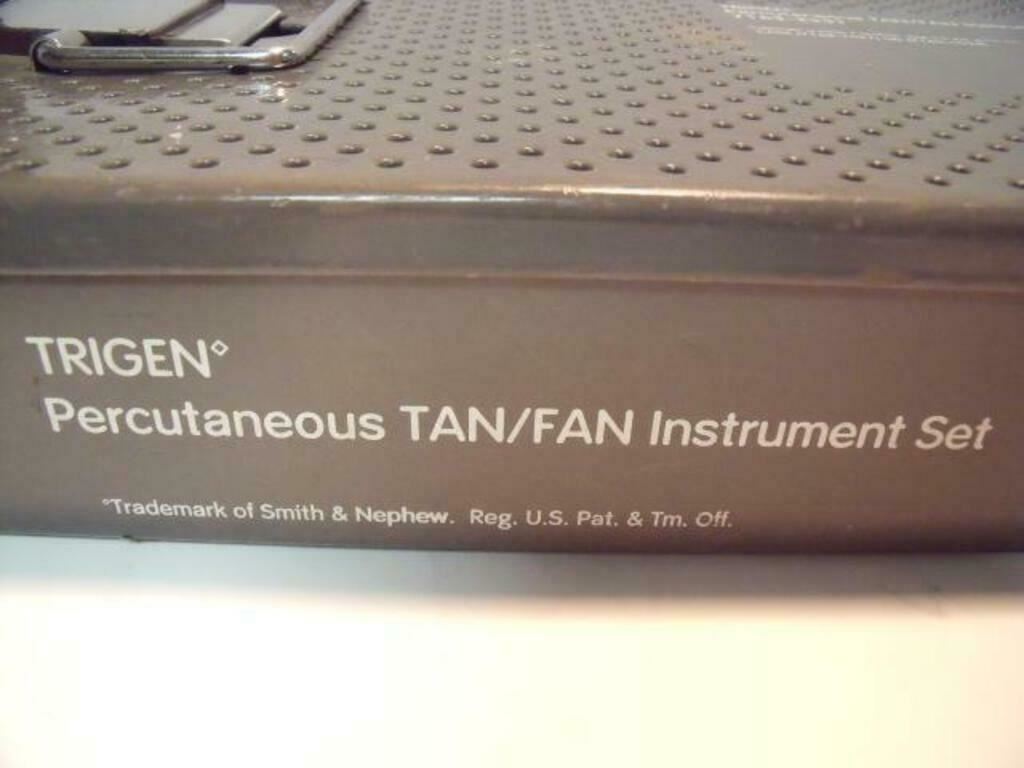 TRIGEN◇
Percutaneous TAN/FAN Instrument Set
◇Trademark of Smith & Nephew. Reg. U.S. Pat. & Tm. Off.